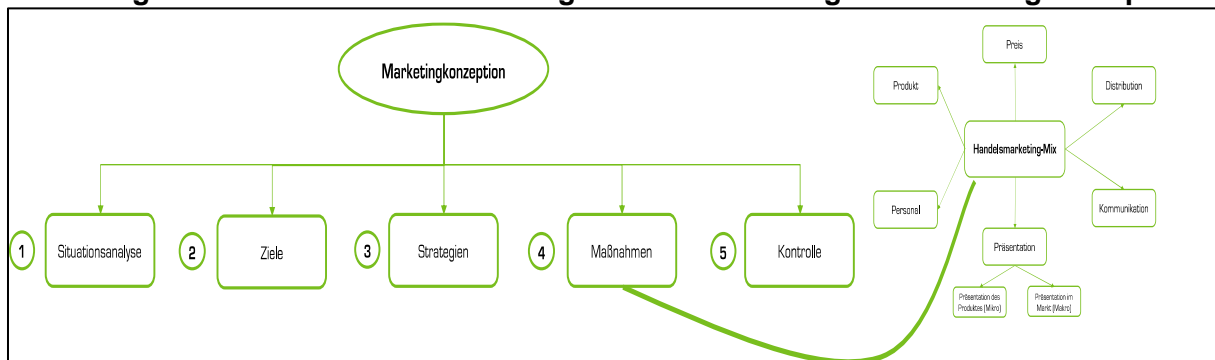 Marketingkonzeption
1
Situationsanalyse
2
Ziele
3
Strategien
4
Maßnahmen
5
Kontrolle
Preis
Produkt
Distribution
Handelsmarketing-Mix
Personal
Kommunikation
Präsentation
Präsentation des
Produktes (Mikro)
Präsentation im
Markt (Makro)